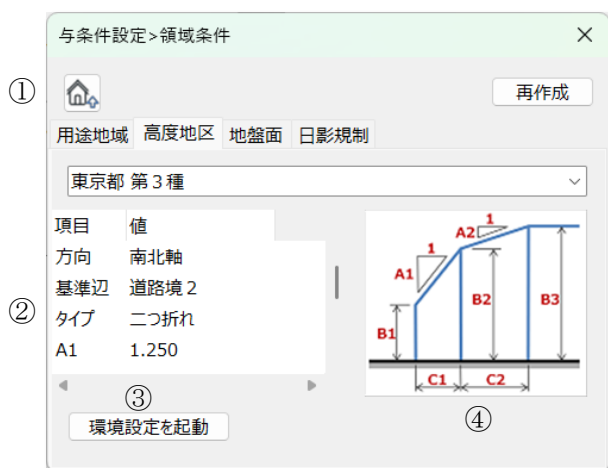 与条件設定>領域条件
①
再作成
用途地域 高度地区 地盤面 日影規制
東京都 第３種
項目 値
方向 南北軸
基準辺 道路境２
タイプ 二つ折れ
A1 1.250
②
③
環境設定を起動
1
A2
1
A1
B1
B2
B3
C1
C2
④